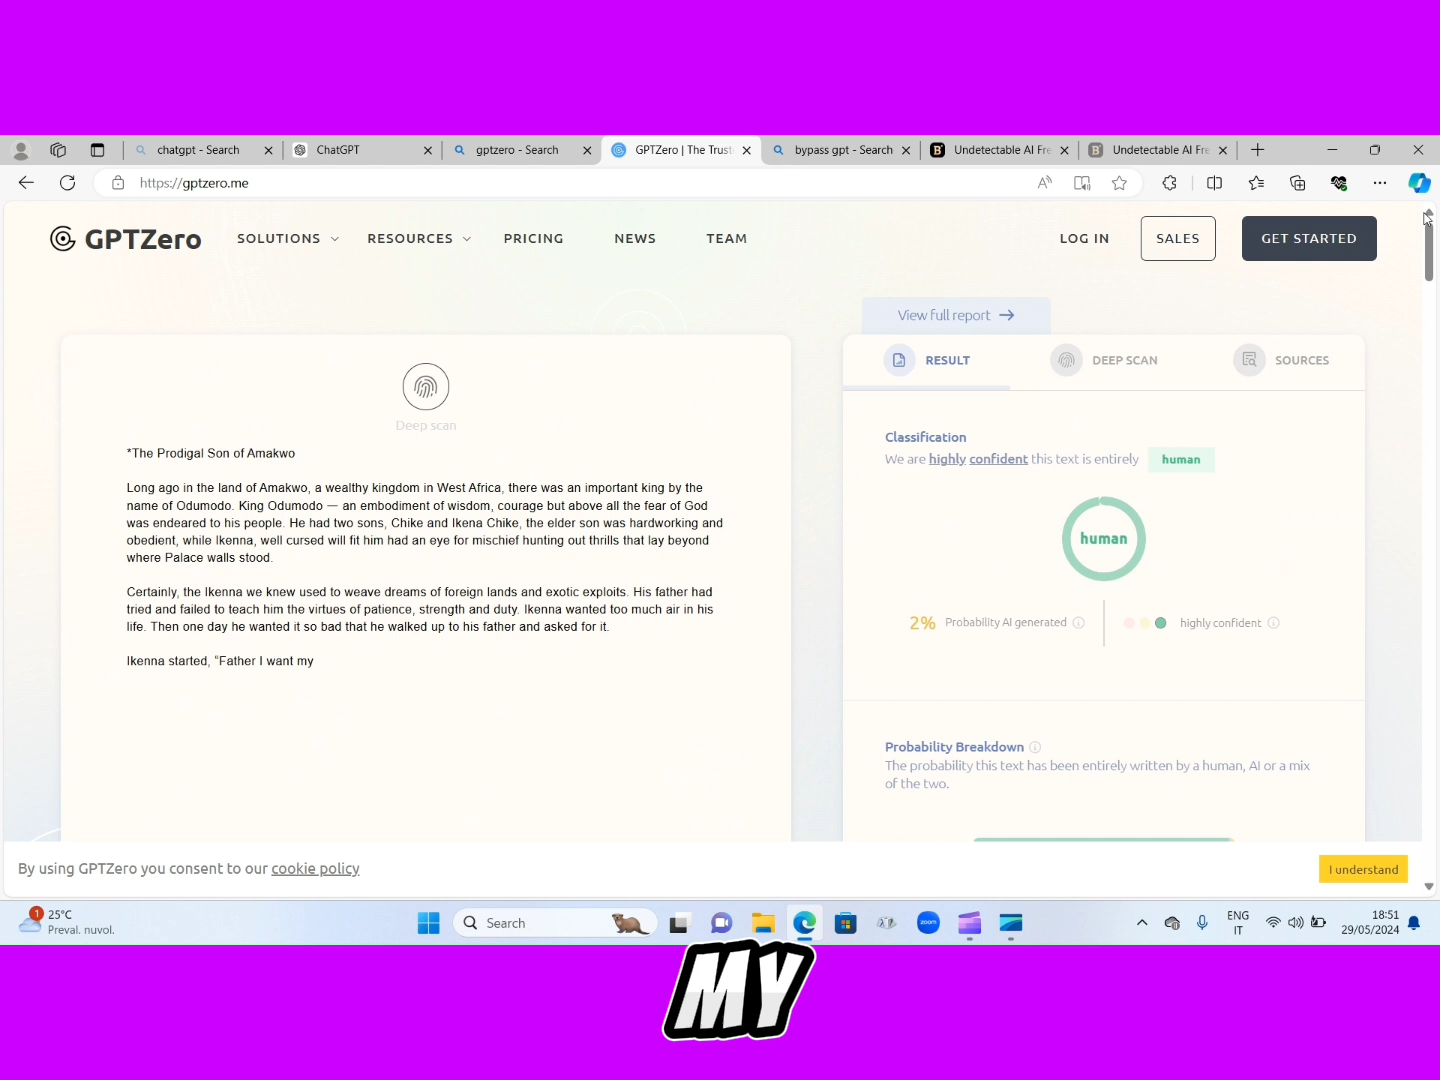 chatgpt - Search
ChatGPT
gptzero - Search
GPTZero | The Trust
bypass gpt - Search
Undetectable AI Fre
Undetectable AI Fre
https://gptzero.me
GPTZero
SOLUTIONS
RESOURCES
PRICING
NEWS
TEAM
LOG IN
SALES
GET STARTED
View full report
RESULT
DEEP SCAN
SOURCES
Deep scan
*The Prodigal Son of Amakwo
Long ago in the land of Amakwo, a wealthy kingdom in West Africa, there was an important king by the
name of Odumodo. King Odumodo — an embodiment of wisdom, courage but above all the fear of God
was endeared to his people. He had two sons, Chike and Ikena Chike, the elder son was hardworking and
obedient, while Ikenna, well cursed will fit him had an eye for mischief hunting out thrills that lay beyond
where Palace walls stood.
Certainly, the Ikenna we knew used to weave dreams of foreign lands and exotic exploits. His father had
tried and failed to teach him the virtues of patience, strength and duty. Ikenna wanted too much air in his
life. Then one day he wanted it so bad that he walked up to his father and asked for it.
Ikenna started, “Father I want my
Classification
We are highly confident this text is entirely human
human
2% Probability AI generated
highly confident
Probability Breakdown
The probability this text has been entirely written by a human, AI or a mix
of the two.
By using GPTZero you consent to our cookie policy
I understand
1
25°C
Preval. nuvol.
Search
zoom
ENG
IT
18:51
29/05/2024
MY